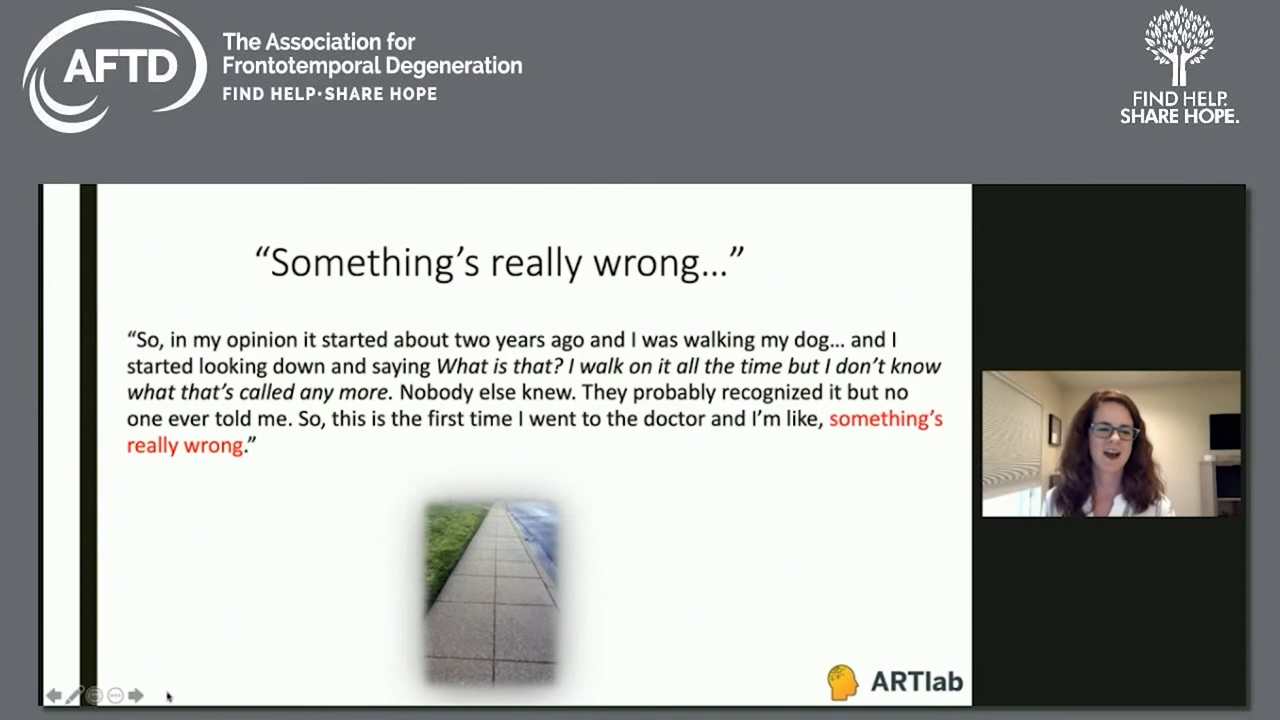 AFTD
The Association for
Frontotemporal Degeneration
FIND HELP•SHARE HOPE
FIND HELP.
SHARE HOPE.
“Something’s really wrong…”
“So, in my opinion it started about two years ago and I was walking my dog… and I
started looking down and saying What is that? I walk on it all the time but I don’t know
what that’s called any more. Nobody else knew. They probably recognized it but no
one ever told me. So, this is the first time I went to the doctor and I’m like, something’s
really wrong.”
ARTlab